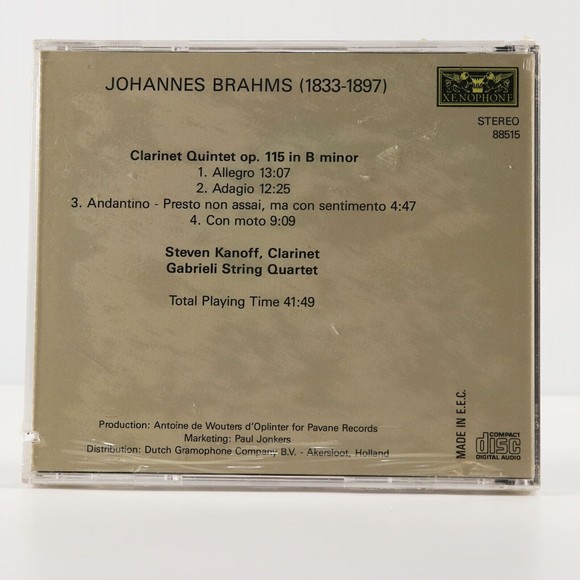 JOHANNES BRAHMS (1833-1897)
XENOPHONE
STEREO
88515
Clarinet Quintet op. 115 in B minor
1. Allegro 13:07
2. Adagio 12:25
3. Andantino - Presto non assai, ma con sentimento 4:47
4. Con moto 9:09
Steven Kanoff, Clarinet
Gabrieli String Quartet
Total Playing Time 41:49
Production: Antoine de Wouters d'Oplinter for Pavane Records
Marketing: Paul Jonkers
Distribution: Dutch Gramophone Company B.V. - Akersloot, Holland
MADE IN E.E.C.
COMPACT
disc
DIGITAL AUDIO